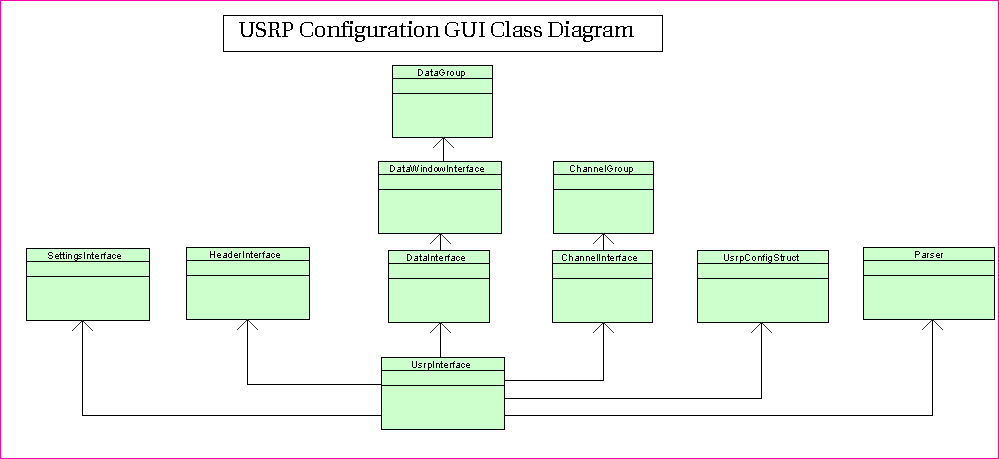 USRP Configuration GUI Class Diagram
DataGroup
DataWindowInterface
ChannelGroup
SettingsInterface
HeaderInterface
DataInterface
ChannelInterface
UsrpConfigStruct
Parser
UsrpInterface